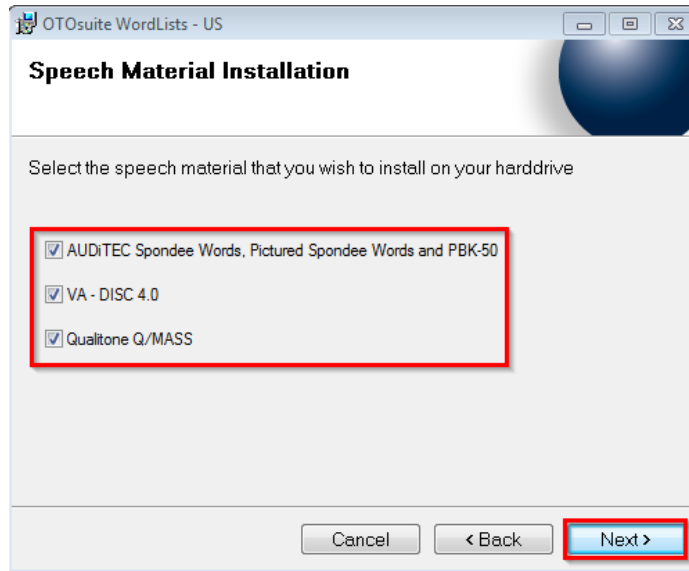 OTOsuite WordLists - US
Speech Material Installation
Select the speech material that you wish to install on your harddrive
AUDiTEC Spondee Words, Pictured Spondee Words and PBK-50
VA - DISC 4.0
Qualitone Q/MASS
Cancel
< Back
Next >